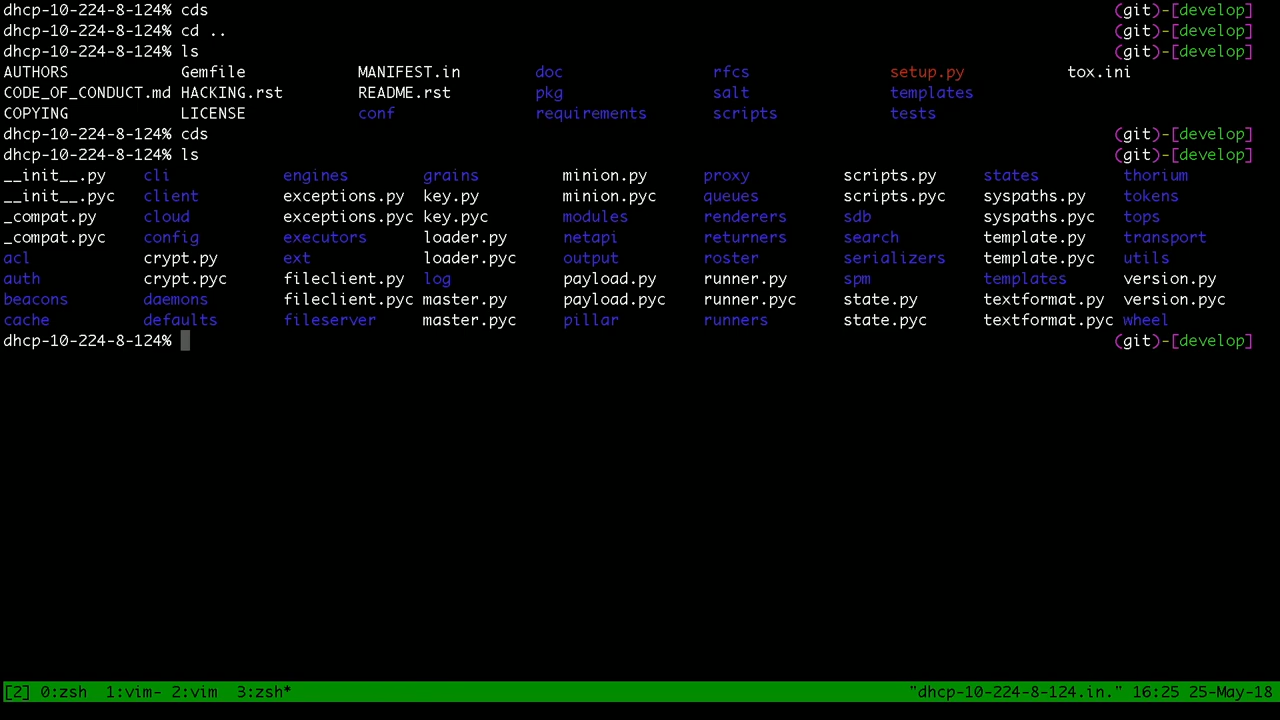 dhcp-10-224-8-124% cds (git)-[develop]
dhcp-10-224-8-124% cd .. (git)-[develop]
dhcp-10-224-8-124% ls (git)-[develop]
AUTHORS Gemfile MANIFEST.in doc rfcs setup.py tox.ini
CODE_OF_CONDUCT.md HACKING.rst README.rst pkg salt templates
COPYING LICENSE conf requirements scripts tests
dhcp-10-224-8-124% cds (git)-[develop]
dhcp-10-224-8-124% ls (git)-[develop]
__init__.py cli engines grains minion.py proxy scripts.py states thorium
__init__.pyc client exceptions.py key.py minion.pyc queues scripts.pyc syspaths.py tokens
_compat.py cloud exceptions.pyc key.pyc modules renderers sdb syspaths.pyc tops
_compat.pyc config executors loader.py netapi returners search template.py transport
acl crypt.py ext loader.pyc output roster serializers template.pyc utils
auth crypt.pyc fileclient.py log payload.py runner.py spm templates version.py
beacons daemons fileclient.pyc master.py payload.pyc runner.pyc state.py textformat.py version.pyc
cache defaults fileserver master.pyc pillar runners state.pyc textformat.pyc wheel
dhcp-10-224-8-124% (git)-[develop]
[2] 0:zsh 1:vim- 2:vim 3:zsh* "dhcp-10-224-8-124.in." 16:25 25-May-18